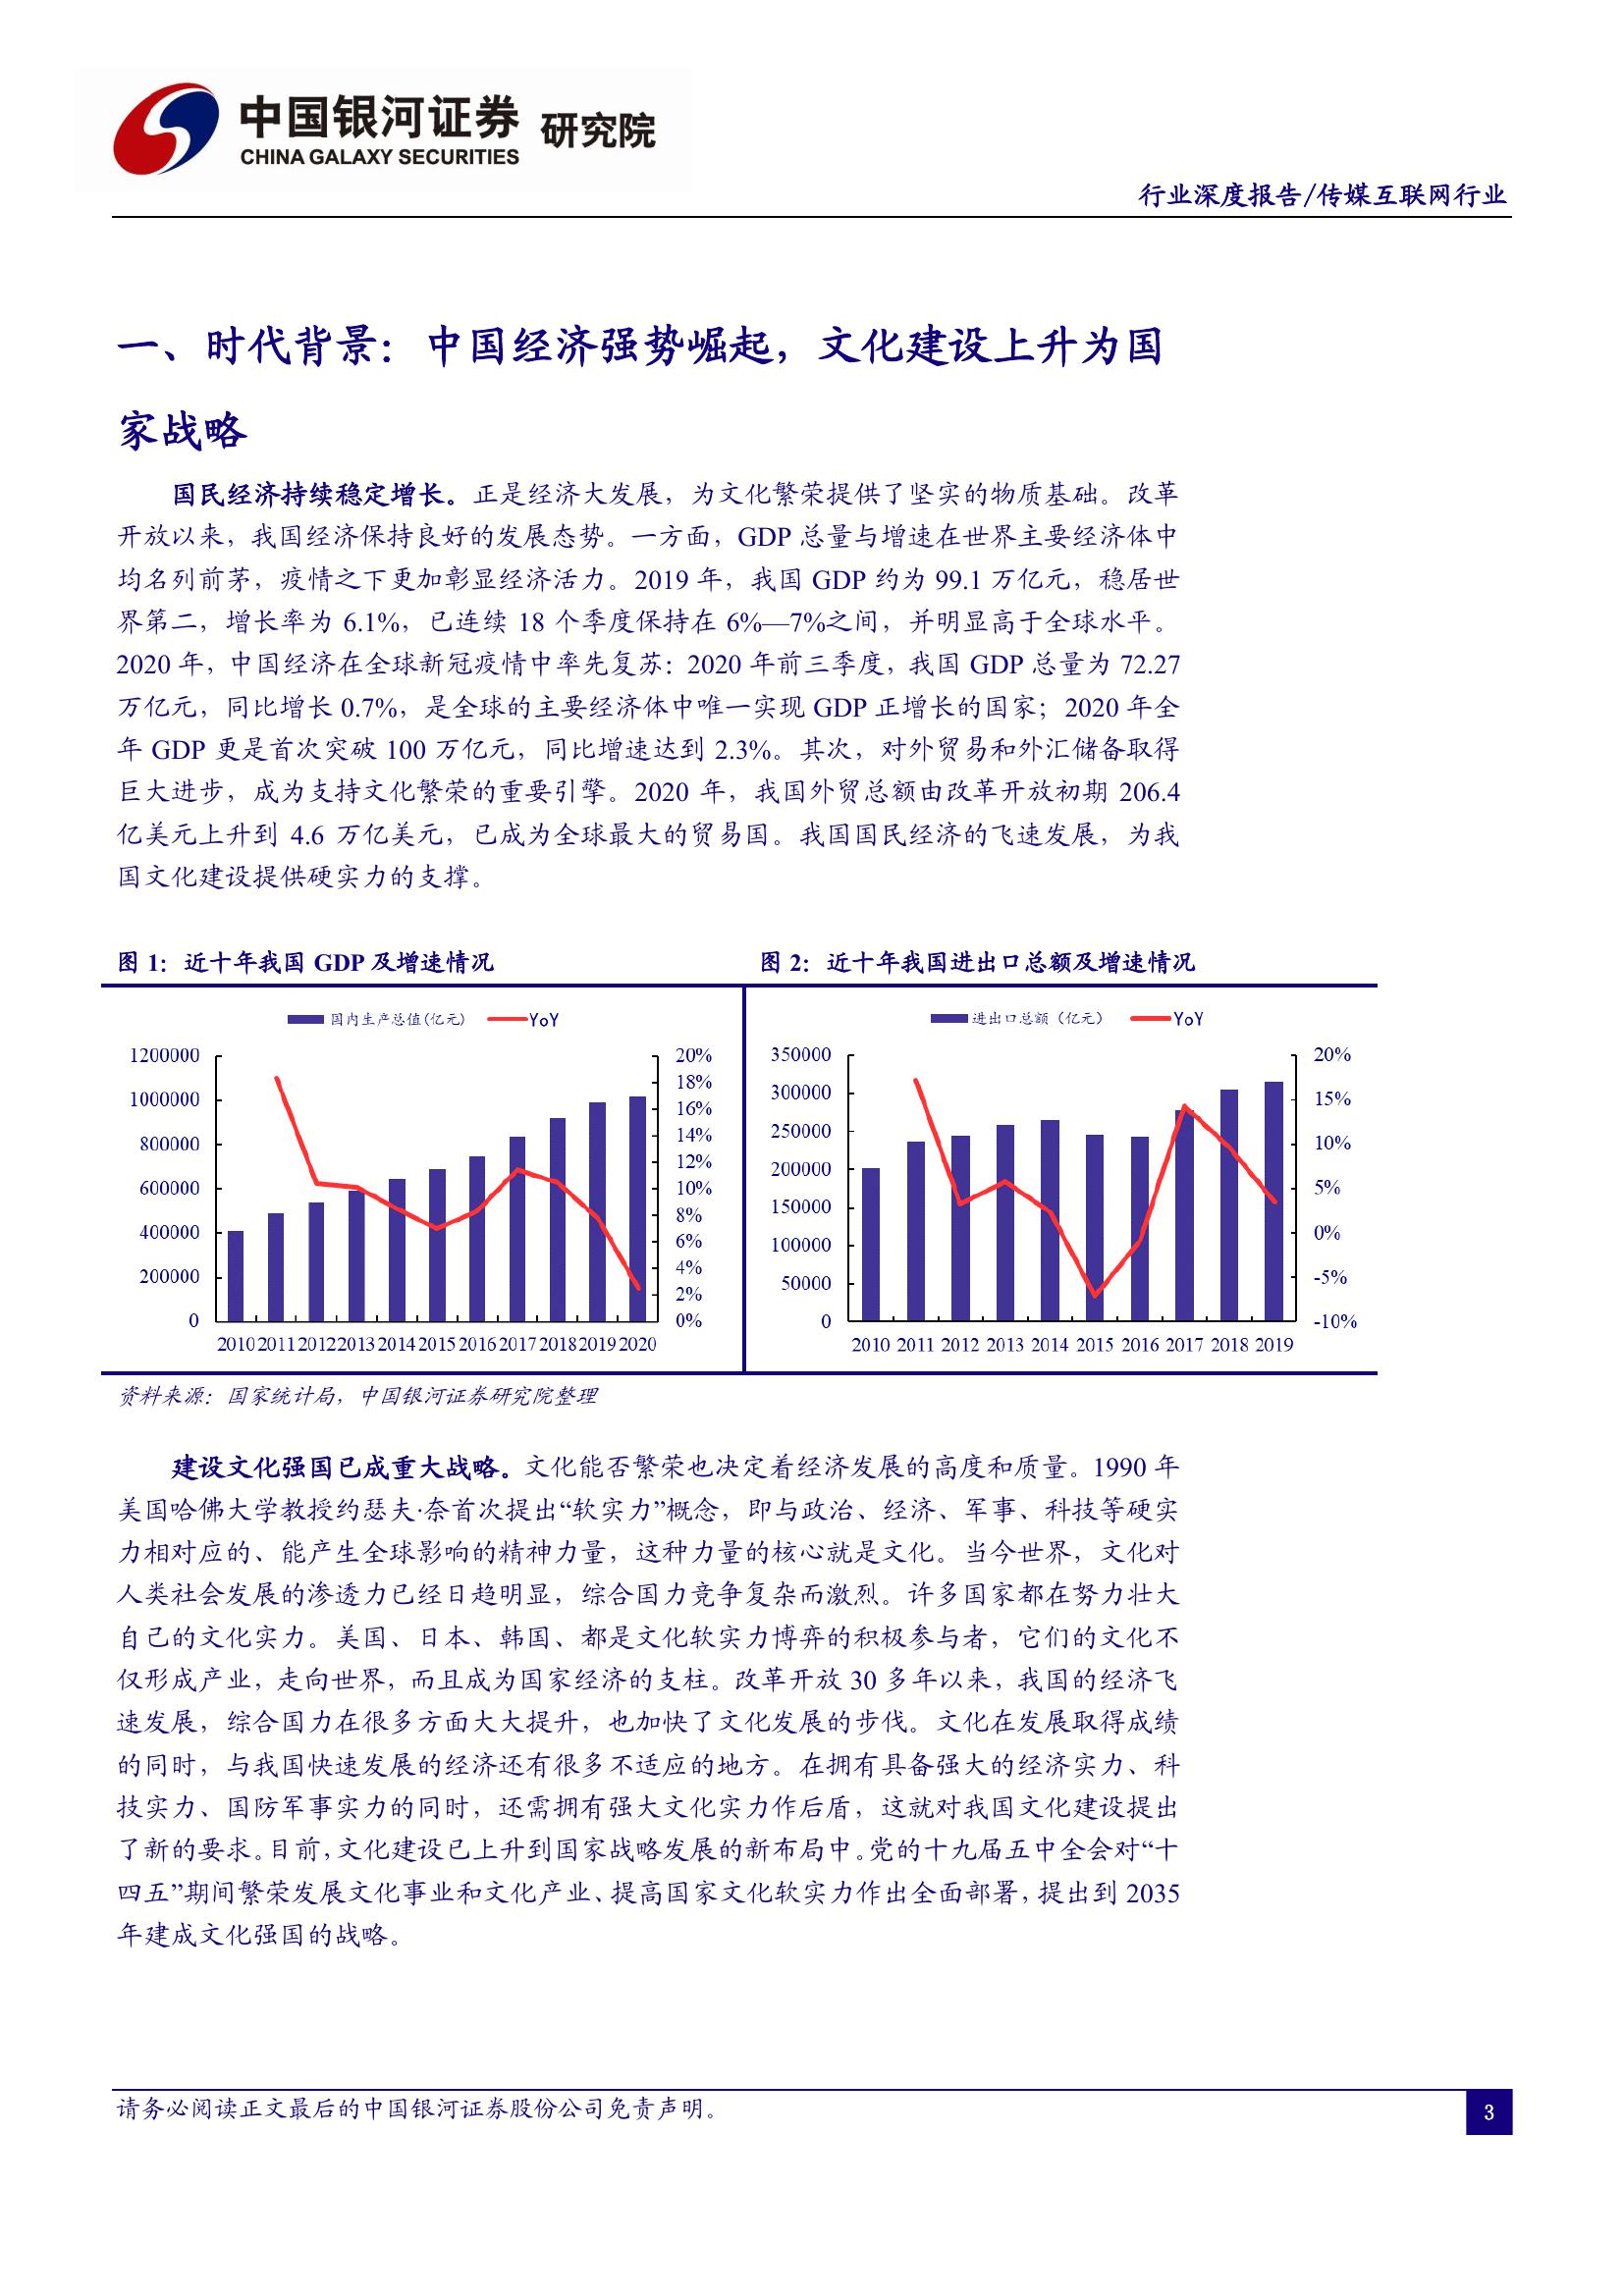 中国银河证券 研究院
CHINA GALAXY SECURITIES
行业深度报告/传媒互联网行业
一、时代背景：中国经济强势崛起，文化建设上升为国
家战略
国民经济持续稳定增长。正是经济大发展，为文化繁荣提供了坚实的物质基础。改革
开放以来，我国经济保持良好的发展态势。一方面，GDP 总量与增速在世界主要经济体中
均名列前茅，疫情之下更加彰显经济活力。2019 年，我国 GDP 约为 99.1 万亿元，稳居世
界第二，增长率为 6.1%，已连续 18 个季度保持在 6%—7%之间，并明显高于全球水平。
2020 年，中国经济在全球新冠疫情中率先复苏：2020 年前三季度，我国 GDP 总量为 72.27
万亿元，同比增长 0.7%，是全球的主要经济体中唯一实现 GDP 正增长的国家；2020 年全
年 GDP 更是首次突破 100 万亿元，同比增速达到 2.3%。其次，对外贸易和外汇储备取得
巨大进步，成为支持文化繁荣的重要引擎。2020 年，我国外贸总额由改革开放初期 206.4
亿美元上升到 4.6 万亿美元，已成为全球最大的贸易国。我国国民经济的飞速发展，为我
国文化建设提供硬实力的支撑。
图 1：近十年我国 GDP 及增速情况
国内生产总值(亿元) YoY
1200000
1000000
800000
600000
400000
200000
0
20%
18%
16%
14%
12%
10%
8%
6%
4%
2%
0%
2010 2011 2012 2013 2014 2015 2016 2017 2018 2019 2020
图 2：近十年我国进出口总额及增速情况
进出口总额（亿元） YoY
350000
300000
250000
200000
150000
100000
50000
0
20%
15%
10%
5%
0%
-5%
-10%
2010 2011 2012 2013 2014 2015 2016 2017 2018 2019
资料来源：国家统计局，中国银河证券研究院整理
建设文化强国已成重大战略。文化能否繁荣也决定着经济发展的高度和质量。1990 年
美国哈佛大学教授约瑟夫·奈首次提出“软实力”概念，即与政治、经济、军事、科技等硬实
力相对应的、能产生全球影响的精神力量，这种力量的核心就是文化。当今世界，文化对
人类社会发展的渗透力已经日趋明显，综合国力竞争复杂而激烈。许多国家都在努力壮大
自己的文化实力。美国、日本、韩国、都是文化软实力博弈的积极参与者，它们的文化不
仅形成产业，走向世界，而且成为国家经济的支柱。改革开放 30 多年以来，我国的经济飞
速发展，综合国力在很多方面大大提升，也加快了文化发展的步伐。文化在发展取得成绩
的同时，与我国快速发展的经济还有很多不适应的地方。在拥有具备强大的经济实力、科
技实力、国防军事实力的同时，还需拥有强大文化实力作后盾，这就对我国文化建设提出
了新的要求。目前，文化建设已上升到国家战略发展的新布局中。党的十九届五中全会对“十
四五”期间繁荣发展文化事业和文化产业、提高国家文化软实力作出全面部署，提出到 2035
年建成文化强国的战略。
请务必阅读正文最后的中国银河证券股份公司免责声明。
3